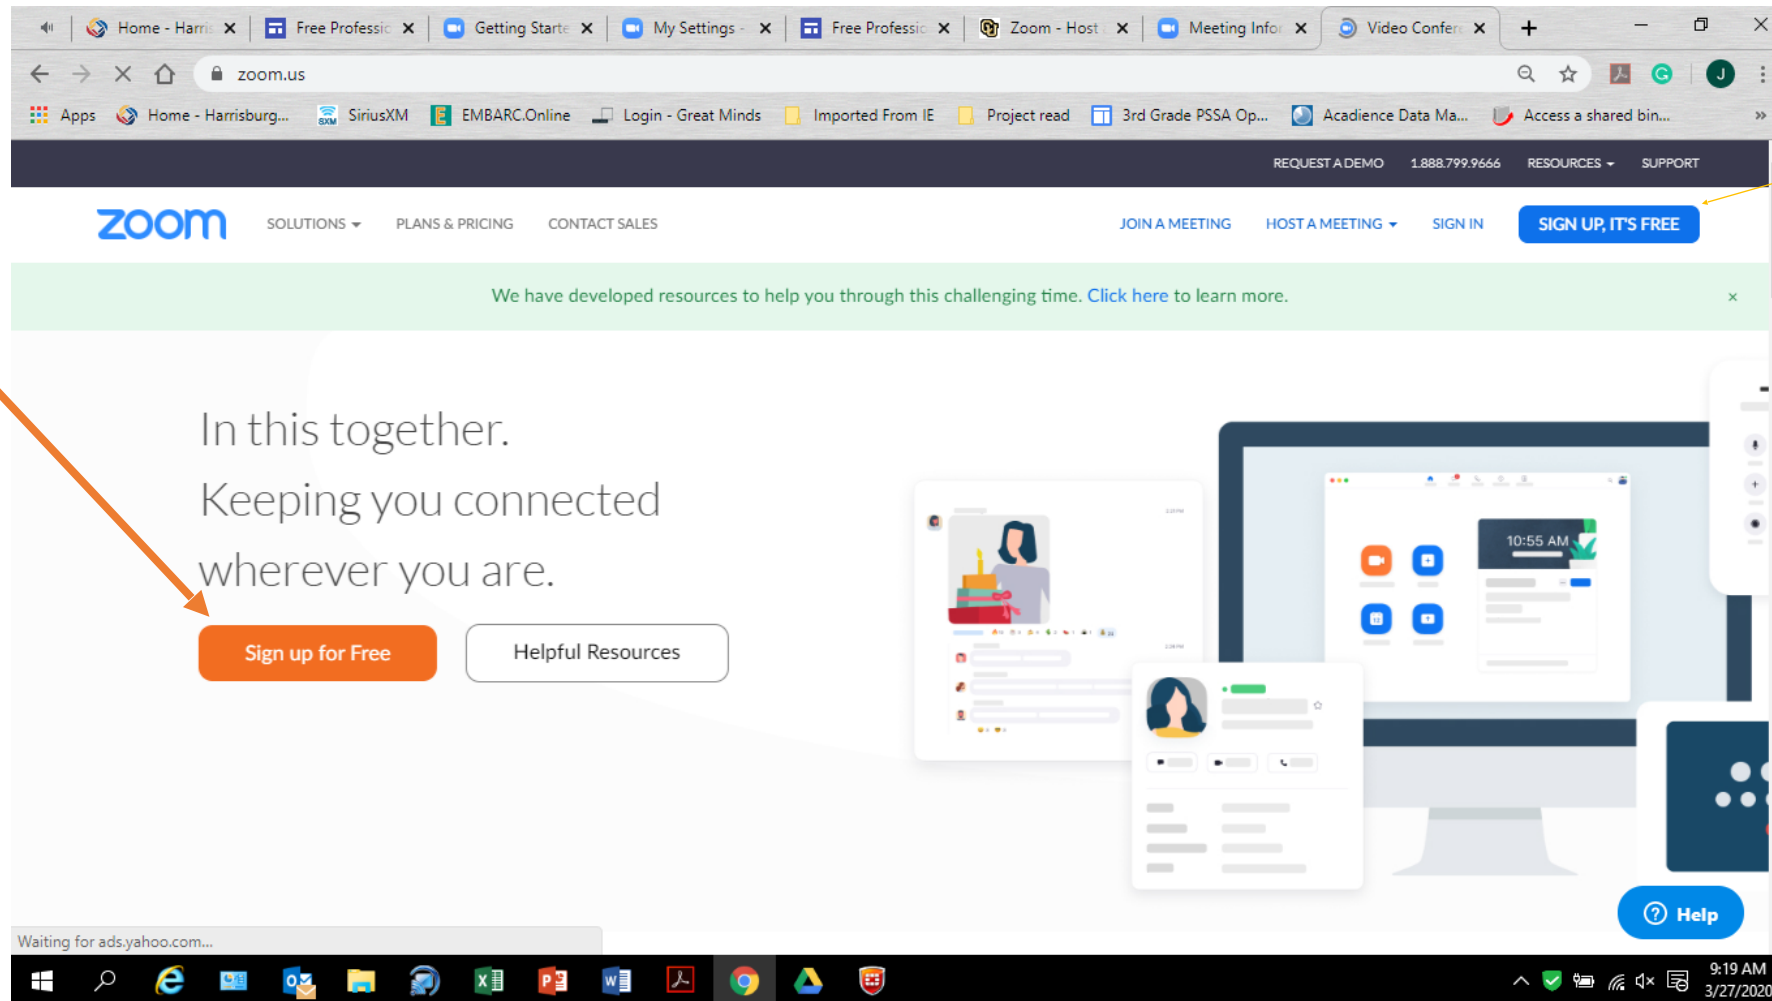 Home - Harris
Free Professic
Getting Starte
My Settings -
Free Professic
Zoom - Host
Meeting Infor
Video Confer
zoom.us
J
Apps
Home - Harrisburg...
SiriusXM
EMBARC.Online
Login - Great Minds
Imported From IE
Project read
3rd Grade PSSA Op...
Acadience Data Ma...
Access a shared bin...
REQUEST A DEMO
1.888.799.9666
RESOURCES
SUPPORT
zoom
SOLUTIONS
PLANS & PRICING
CONTACT SALES
JOIN A MEETING
HOST A MEETING
SIGN IN
SIGN UP, IT'S FREE
We have developed resources to help you through this challenging time. Click here to learn more.
In this together.
Keeping you connected
wherever you are.
10:55 AM
Sign up for Free
Helpful Resources
Help
Waiting for ads.yahoo.com...
9:19 AM
3/27/2020